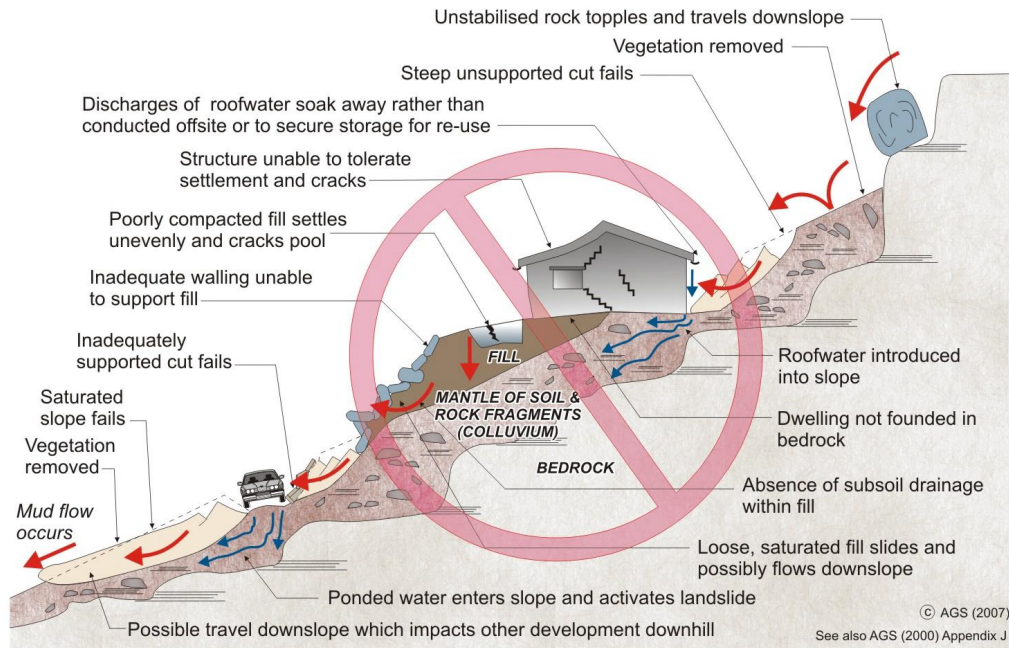 Unstabilised rock topples and travels downslope
Vegetation removed
Steep unsupported cut fails
Discharges of roofwater soak away rather than
conducted offsite or to secure storage for re-use
Structure unable to tolerate
settlement and cracks
Poorly compacted fill settles
unevenly and cracks pool
Inadequate walling unable
to support fill
Inadequately
supported cut fails
Saturated
slope fails
Vegetation
removed
Mud flow
occurs
FILL
MANTLE OF SOIL &
ROCK FRAGMENTS
(COLLUVIUM)
BEDROCK
Roofwater introduced
into slope
Dwelling not founded in
bedrock
Absence of subsoil drainage
within fill
Loose, saturated fill slides and
possibly flows downslope
Ponded water enters slope and activates landslide
Possible travel downslope which impacts other development downhill
© AGS (2007)
See also AGS (2000) Appendix J